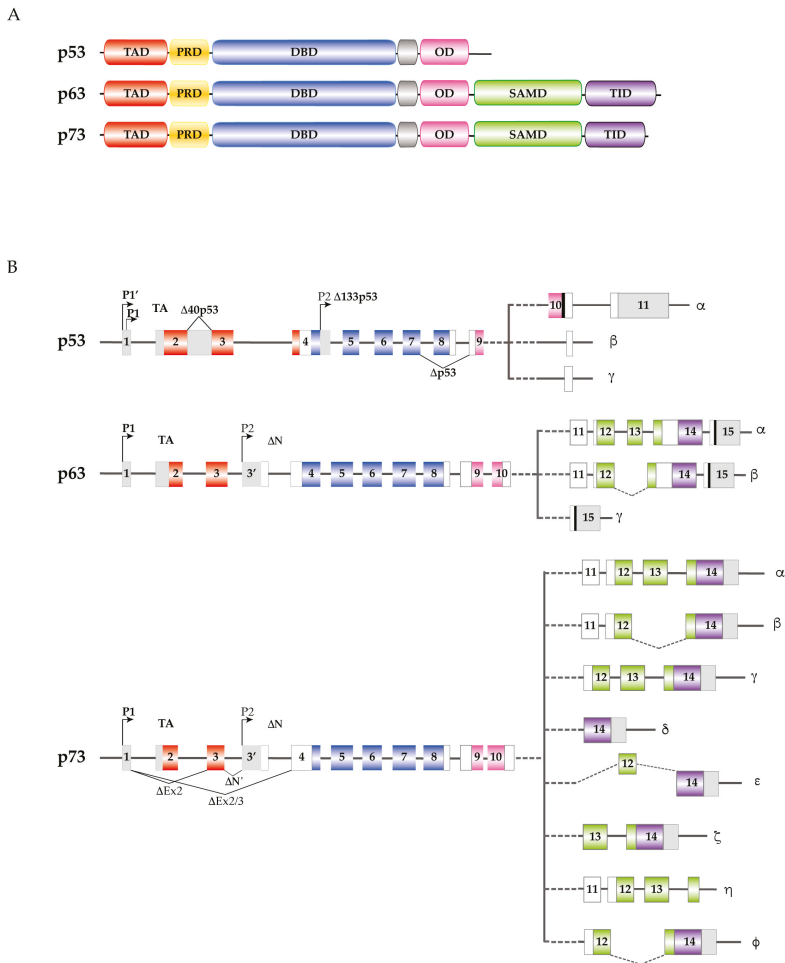 A
p53 TAD PRD DBD OD
p63 TAD PRD DBD OD SAMD TID
p73 TAD PRD DBD OD SAMD TID
B
P1′ P1 TA Δ40p53 P2 Δ133p53
p53 1 2 3 4 5 6 7 8 9
Δp53
10 11 α
β
γ
P1 TA P2 ΔN
p63 1 2 3 3′ 4 5 6 7 8 9 10
11 12 13 14 15 α
11 12 14 15 β
15 γ
P1 TA P2 ΔN
p73 1 2 3 3′ 4 5 6 7 8 9 10
ΔEx2 ΔN′
ΔEx2/3
11 12 13 14 α
11 12 14 β
12 13 14 γ
14 δ
12 14 ε
13 14 ζ
11 12 13 η
12 14 ϕ